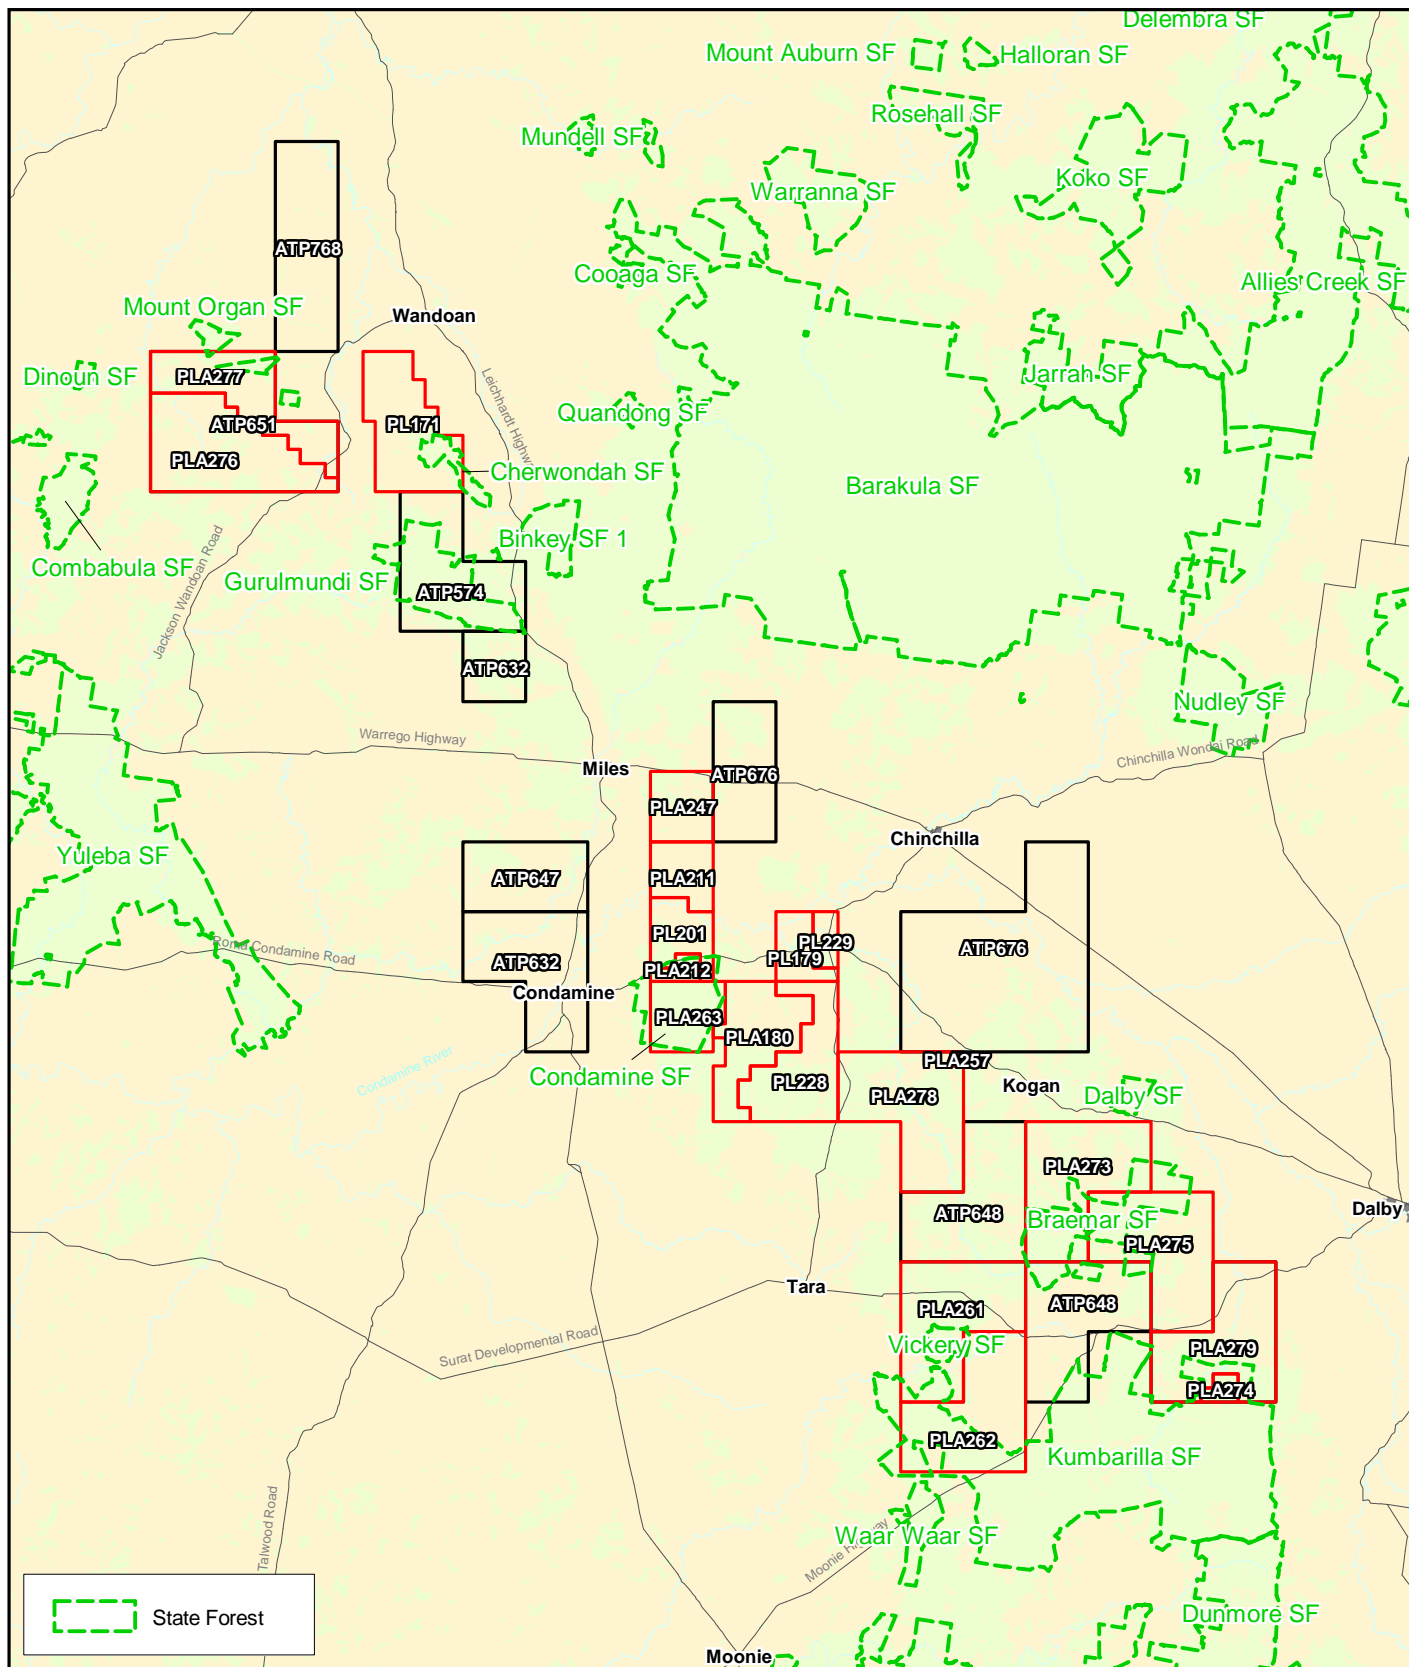 Delembra SF
Mount Auburn SF
Halloran SF
Rosehall SF
Mundell SF
Koko SF
Warranna SF
ATP768
Cooaga SF
Allies Creek SF
Mount Organ SF
Wandoan
Dinoun SF
PLA277
Leichhardt Highway
Jarrah SF
Quandong SF
ATP651
PL171
PLA276
Cherwondah SF
Barakula SF
Binkey SF 1
Combabula SF
Gurulmundi SF
ATP574
Jackson Wandoan Road
ATP632
Nudley SF
Warrego Highway
Chinchilla Wondai Road
Miles
ATP676
PLA247
Chinchilla
Yuleba SF
ATP647
PLA211
PL201
PL229
ATP676
Roma Condamine Road
ATP632
PL179
PLA212
Condamine
PLA263
PLA180
Condamine River
PLA257
Condamine SF
PL228
PLA278
Kogan
Dalby SF
PLA273
Dalby
ATP648
Braemar SF
PLA275
Tara
ATP648
PLA261
Surat Developmental Road
Vickery SF
PLA279
PLA274
PLA262
Kumbarilla SF
Talwood Road
Waar Waar SF
Moonie Highway
State Forest
Dunmore SF
Moonie